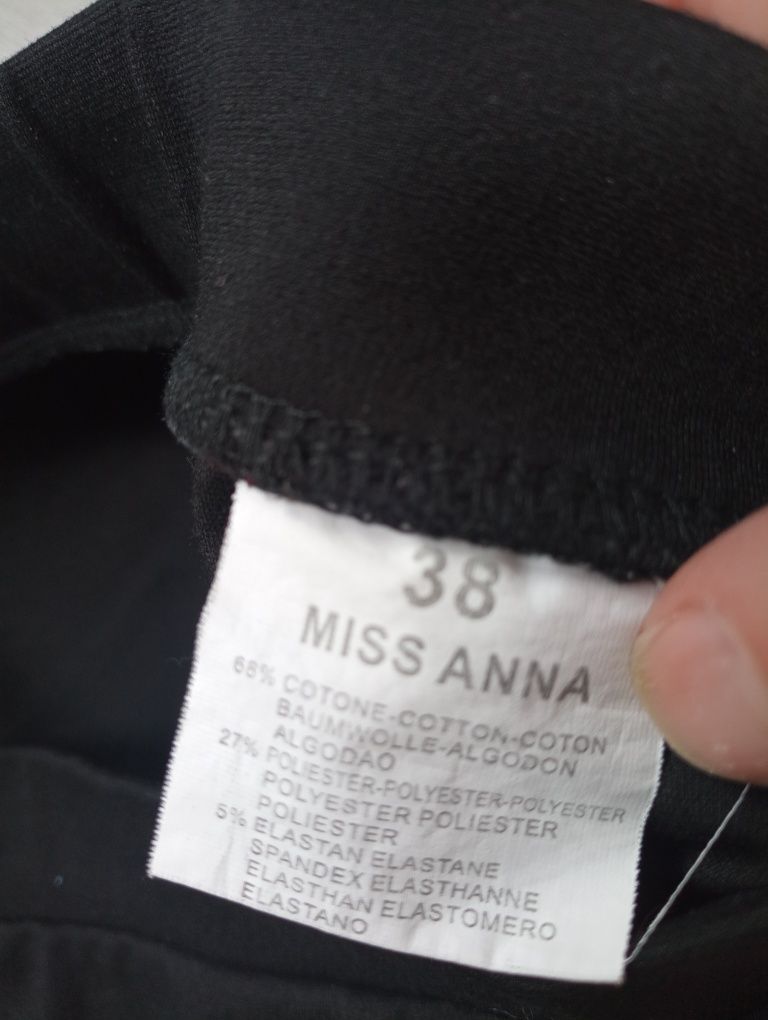 38
MISS ANNA
68% COTONE-COTTON-COTON
BAUMWOLLE-ALGODON
ALGODAO
27% POLIESTER-POLYESTER-POLYESTER
POLYESTER POLIESTER
POLIESTER
5% ELASTAN ELASTANE
SPANDEX ELASTHANNE
ELASTHAN ELASTOMERO
ELASTANO